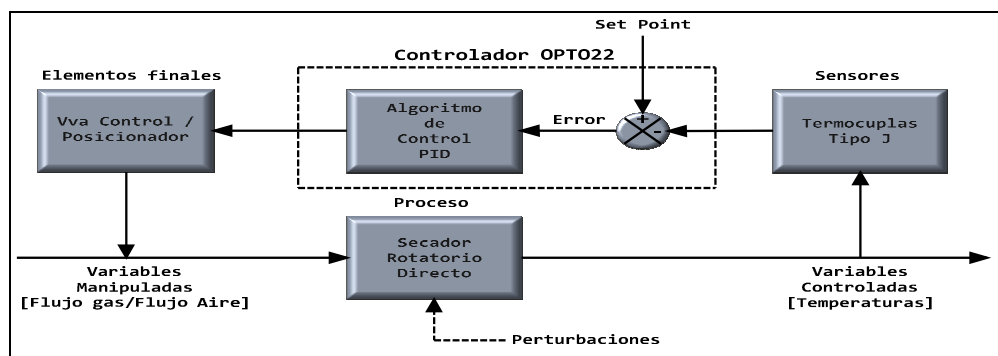 Set Point
Controlador OPTO22
Elementos finales
Sensores
Vva Control /
Posicionador
Algoritmo
de
Control
PID
Error
+
-
Termocuplas
Tipo J
Proceso
Secador
Rotatorio
Directo
Variables
Manipuladas
[Flujo gas/Flujo Aire]
Variables
Controladas
[Temperaturas]
Perturbaciones